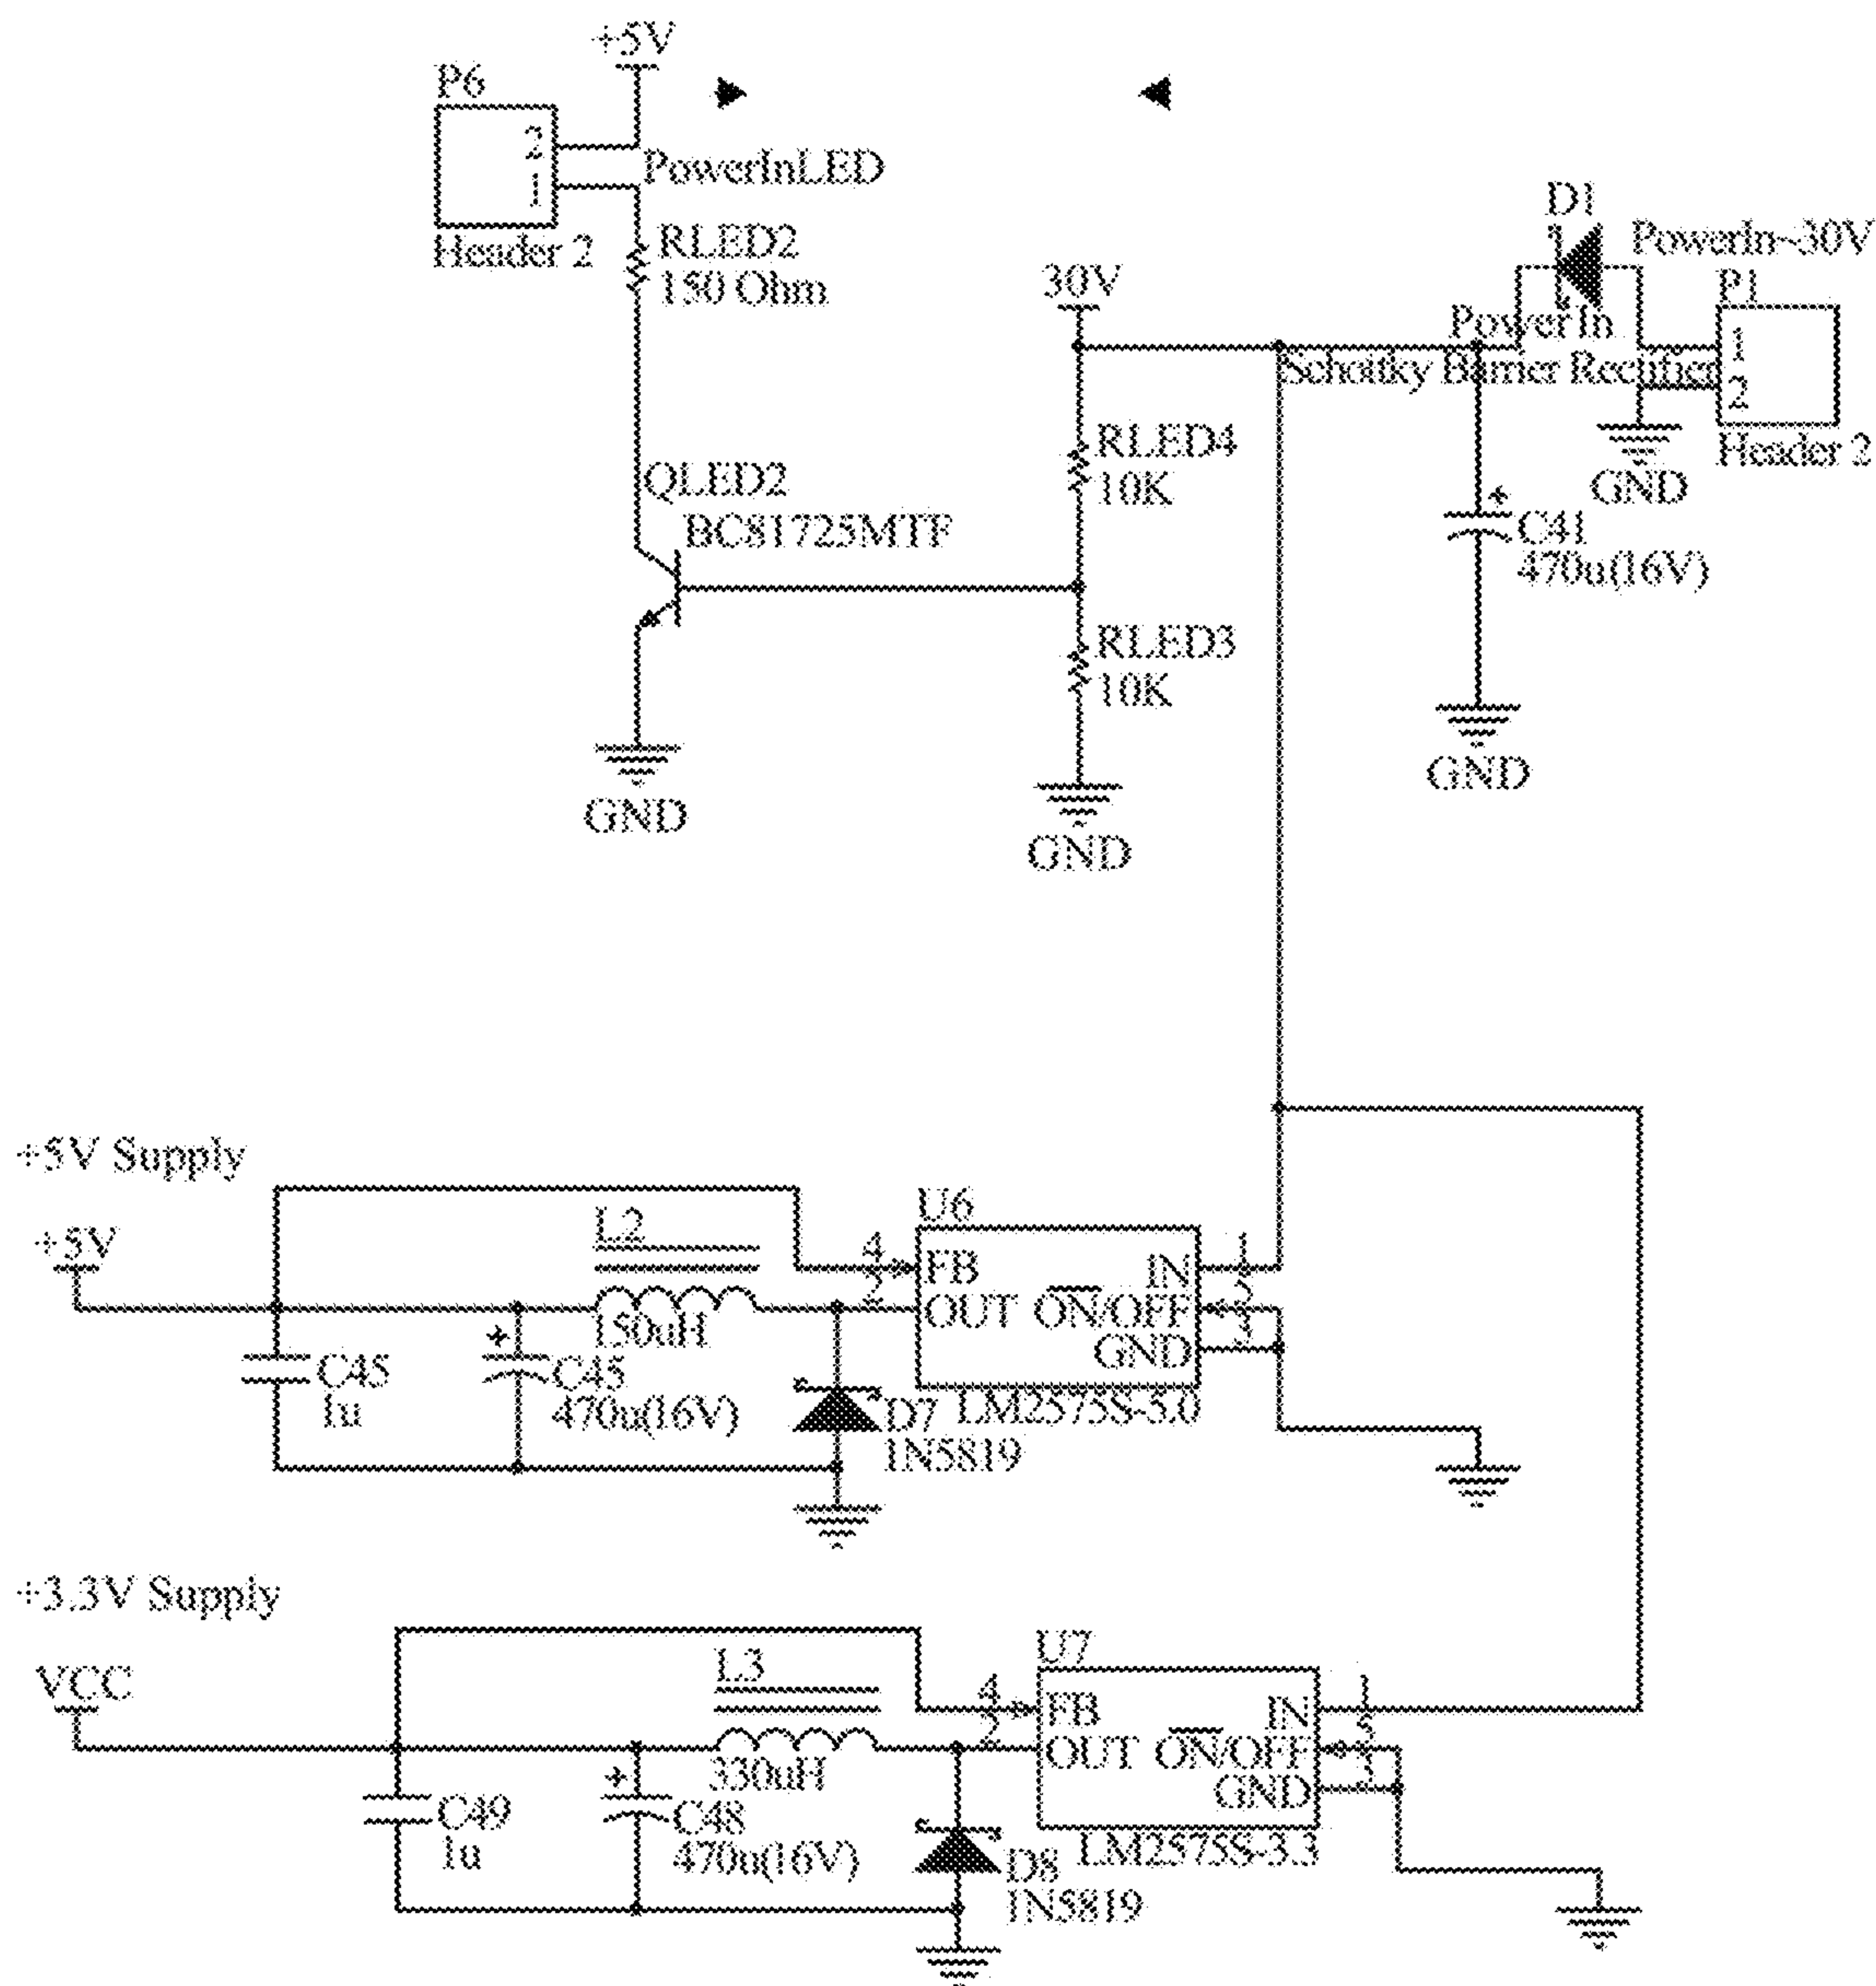 +5V
P6
2
1
Header 2
PowerInLED
RLED2
150 Ohm
30V
D1
PowerIn~30V
P1
Power In
Schottky Barrier Rectifier
1
2
Header 2
GND
RLED4
10K
QLED2
BC81725MTF
+
C41
470u(16V)
RLED3
10K
GND
GND
GND
+5V Supply
+5V
L2
150uH
U6
4
FB
2
OUT
IN
1
ON/OFF
5
GND
3
LM2575S-5.0
C45
1u
+
C45
470u(16V)
D7
1N5819
+3.3V Supply
VCC
L3
330uH
U7
4
FB
2
OUT
IN
1
ON/OFF
5
GND
3
LM2575S-3.3
C49
1u
+
C48
470u(16V)
D8
1N5819